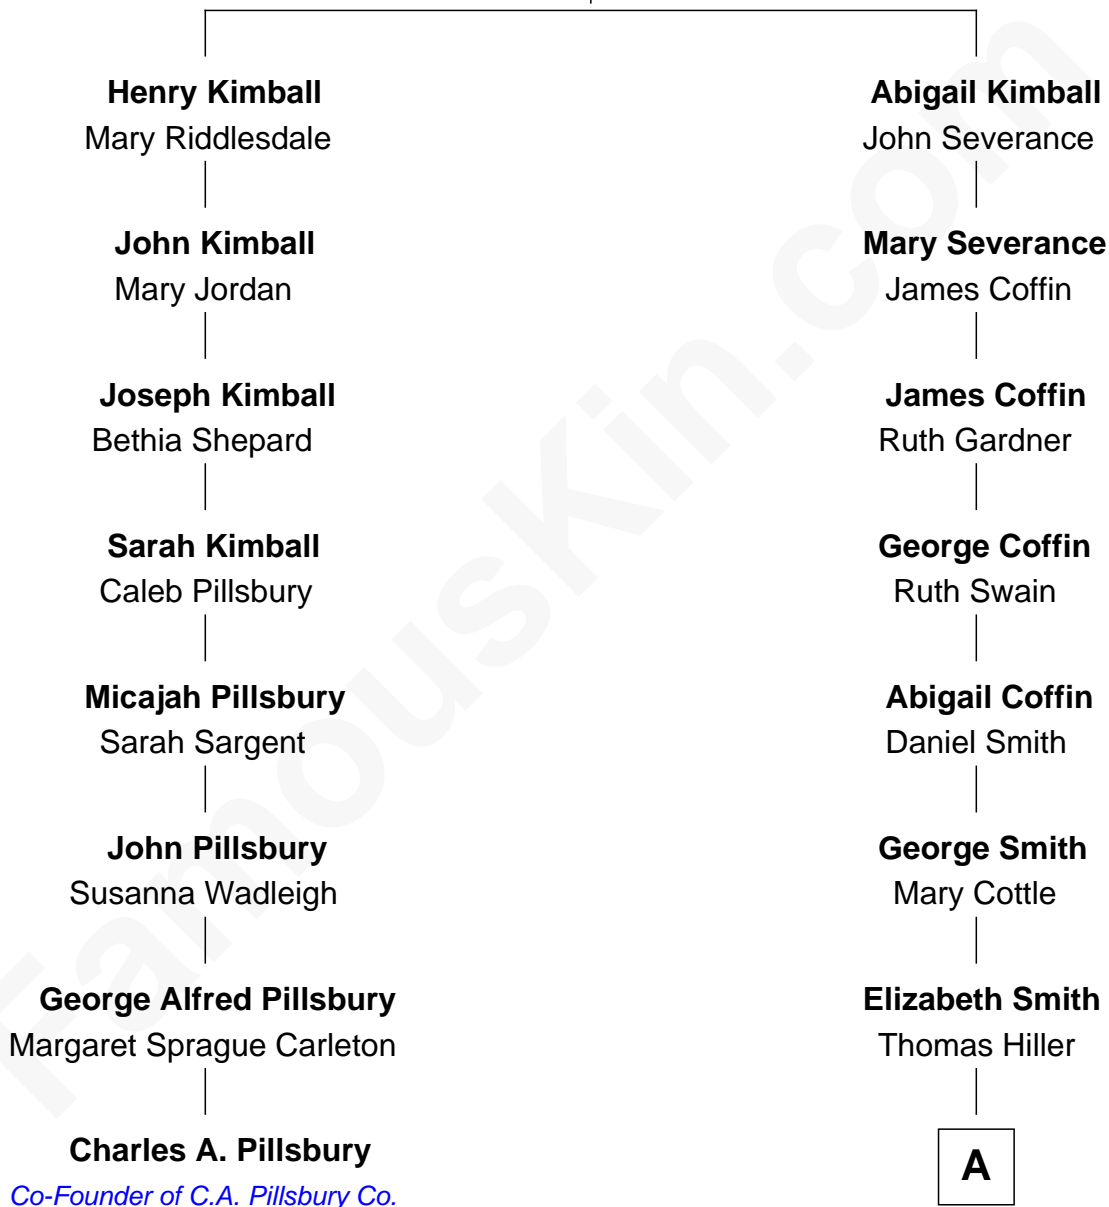 Henry Kimball
Mary Riddlesdale
John Kimball
Mary Jordan
Joseph Kimball
Bethia Shepard
Sarah Kimball
Caleb Pillsbury
Micajah Pillsbury
Sarah Sargent
John Pillsbury
Susanna Wadleigh
George Alfred Pillsbury
Margaret Sprague Carleton
Charles A. Pillsbury
Co-Founder of C.A. Pillsbury Co.
Abigail Kimball
John Severance
Mary Severance
James Coffin
James Coffin
Ruth Gardner
George Coffin
Ruth Swain
Abigail Coffin
Daniel Smith
George Smith
Mary Cottle
Elizabeth Smith
Thomas Hiller
A
FamousKin.com